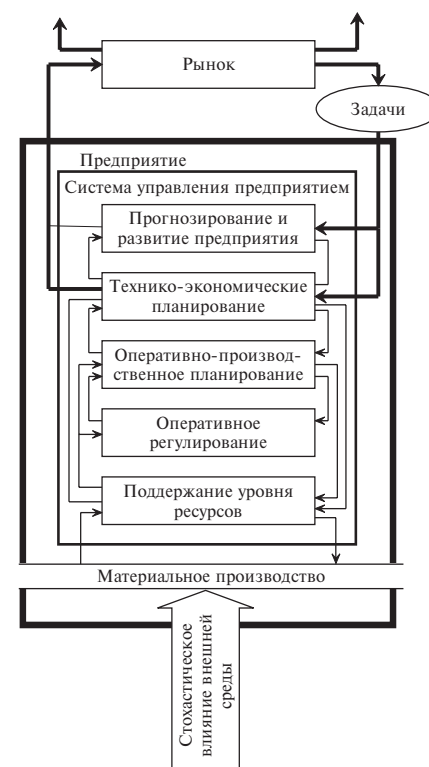 Рынок
Задачи
Предприятие
Система управления предприятием
Прогнозирование и
развитие предприятия
Технико-экономические
планирование
Оперативно-производ-
ственное планирование
Оперативное
регулирование
Поддержание уровня
ресурсов
Материальное производство
Стохастическое
влияние внешней
среды